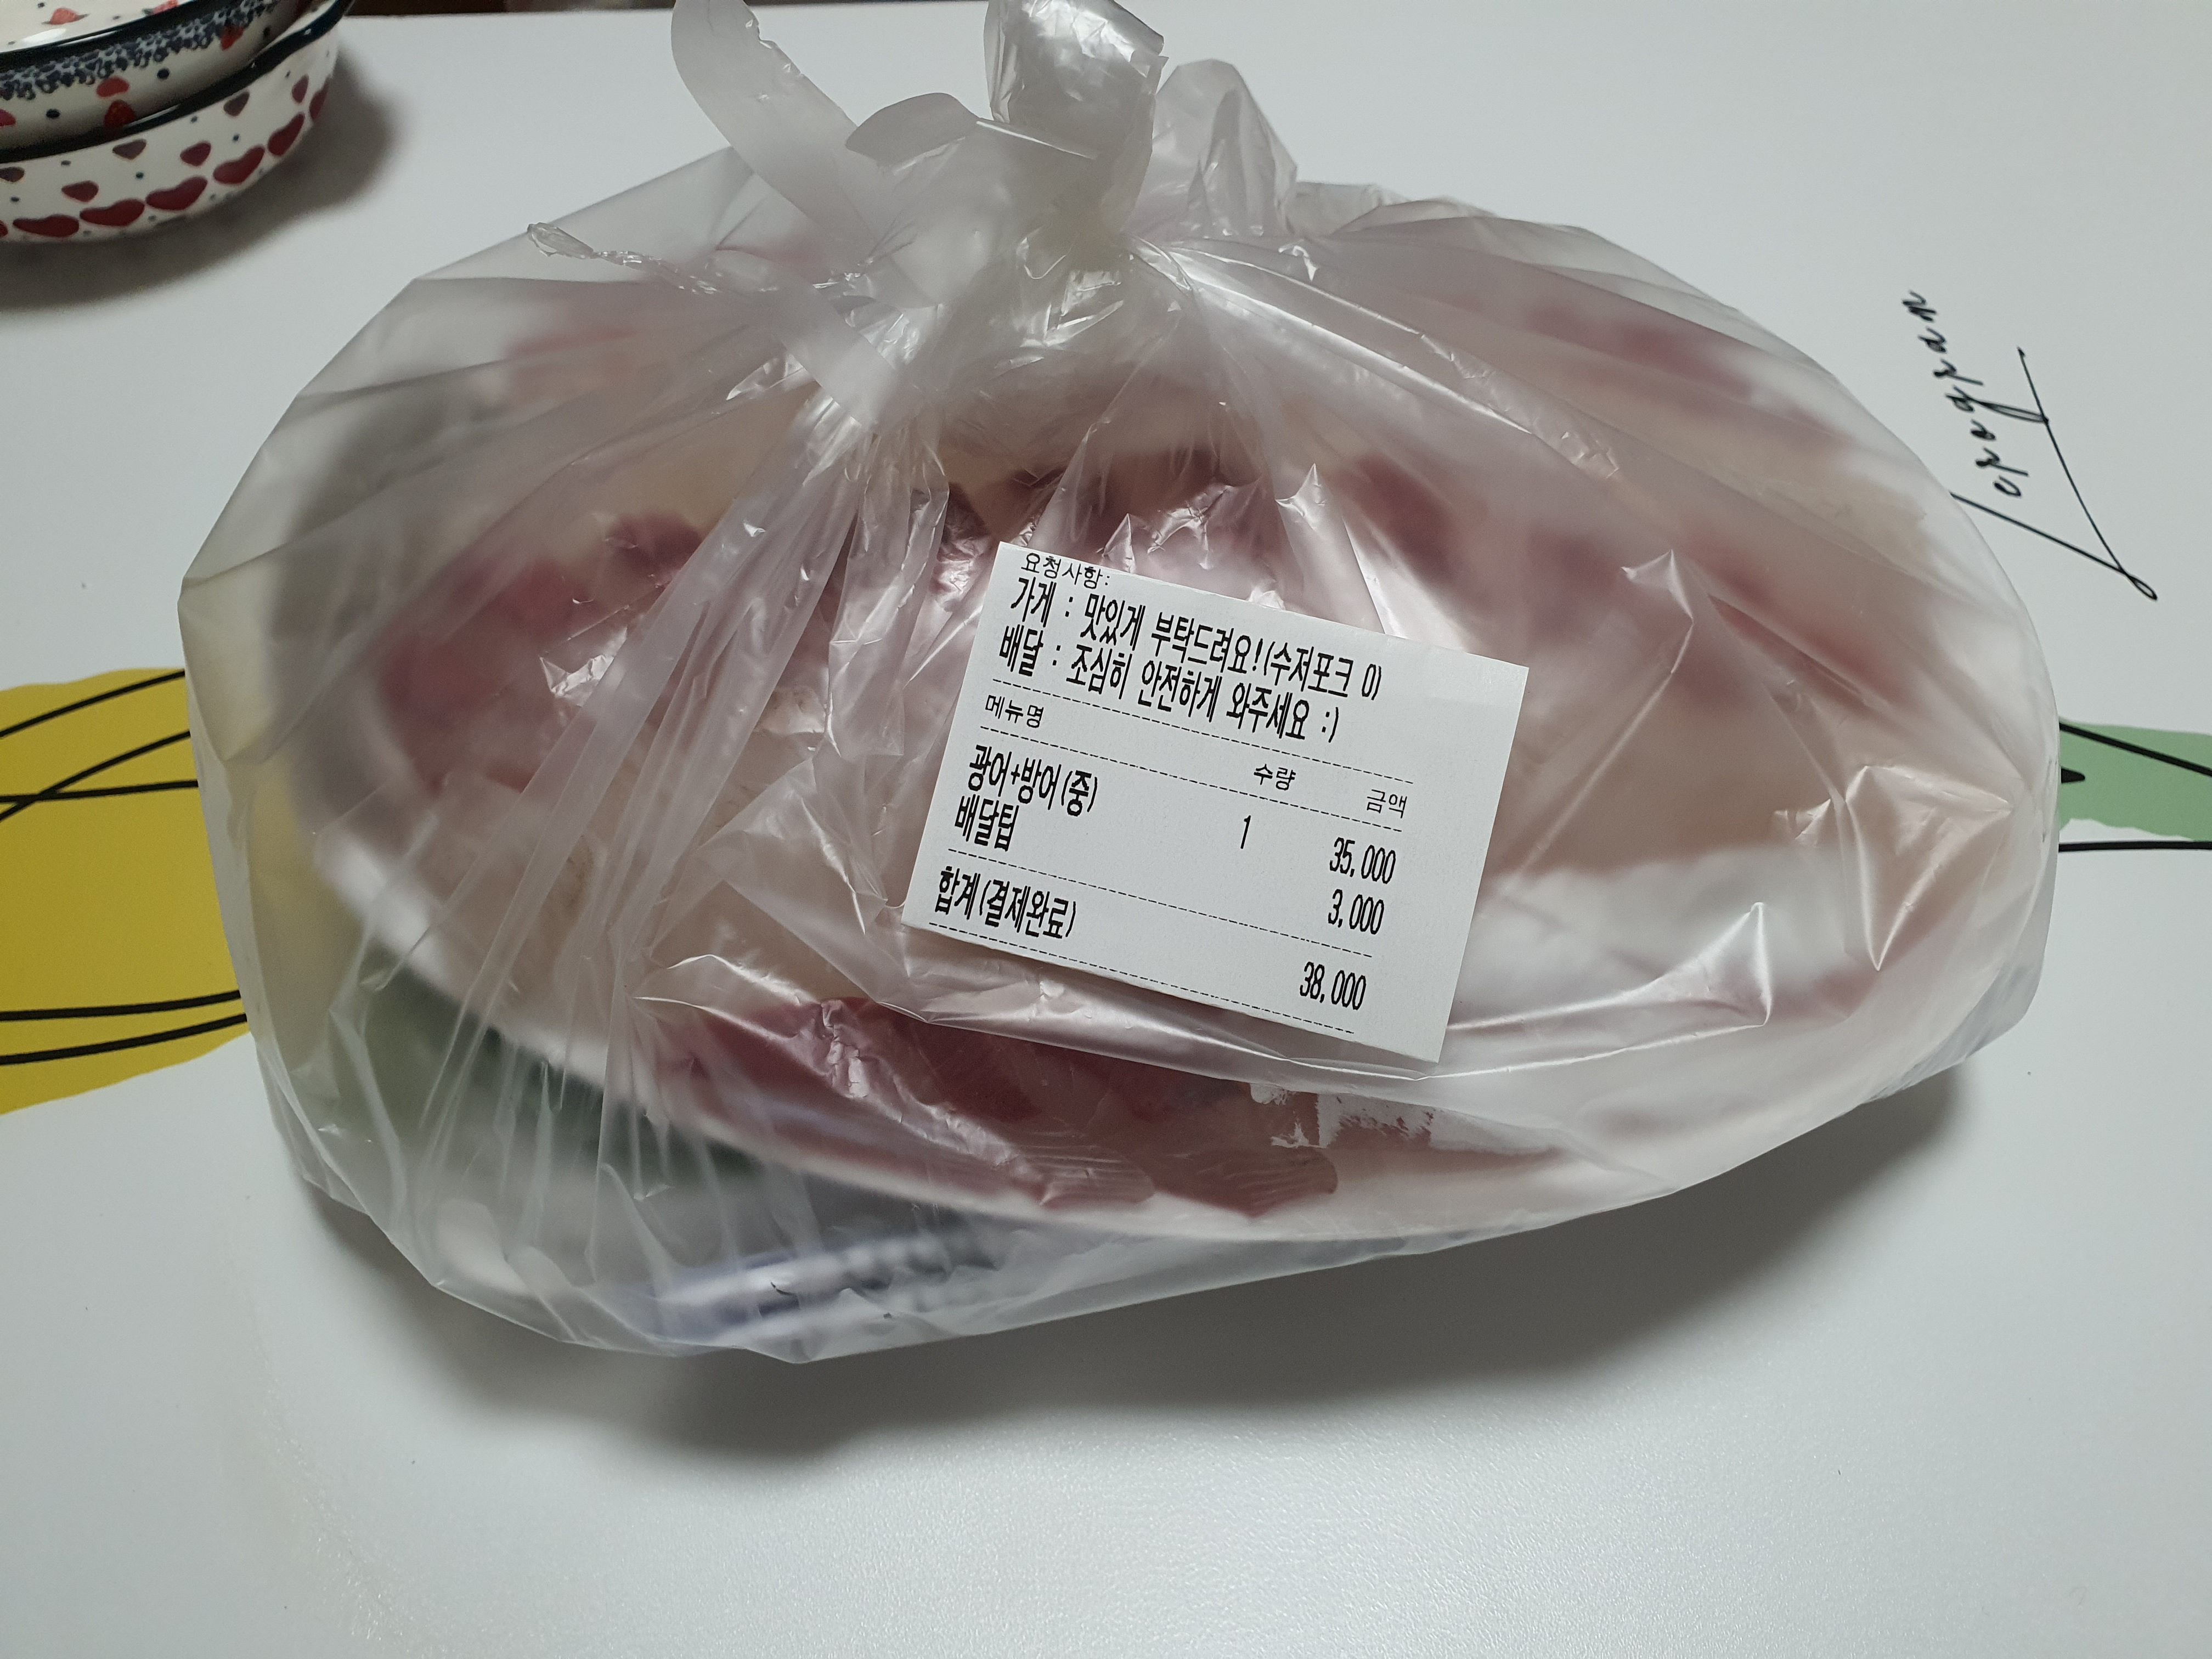 요청사항:
가게 : 맛있게 부탁드려요!(수저포크 O)
배달 : 조심히 안전하게 와주세요 :)
메뉴명 수량 금액
광어+방어(중) 1 35,000
배달팁 3,000
합계(결제완료) 38,000